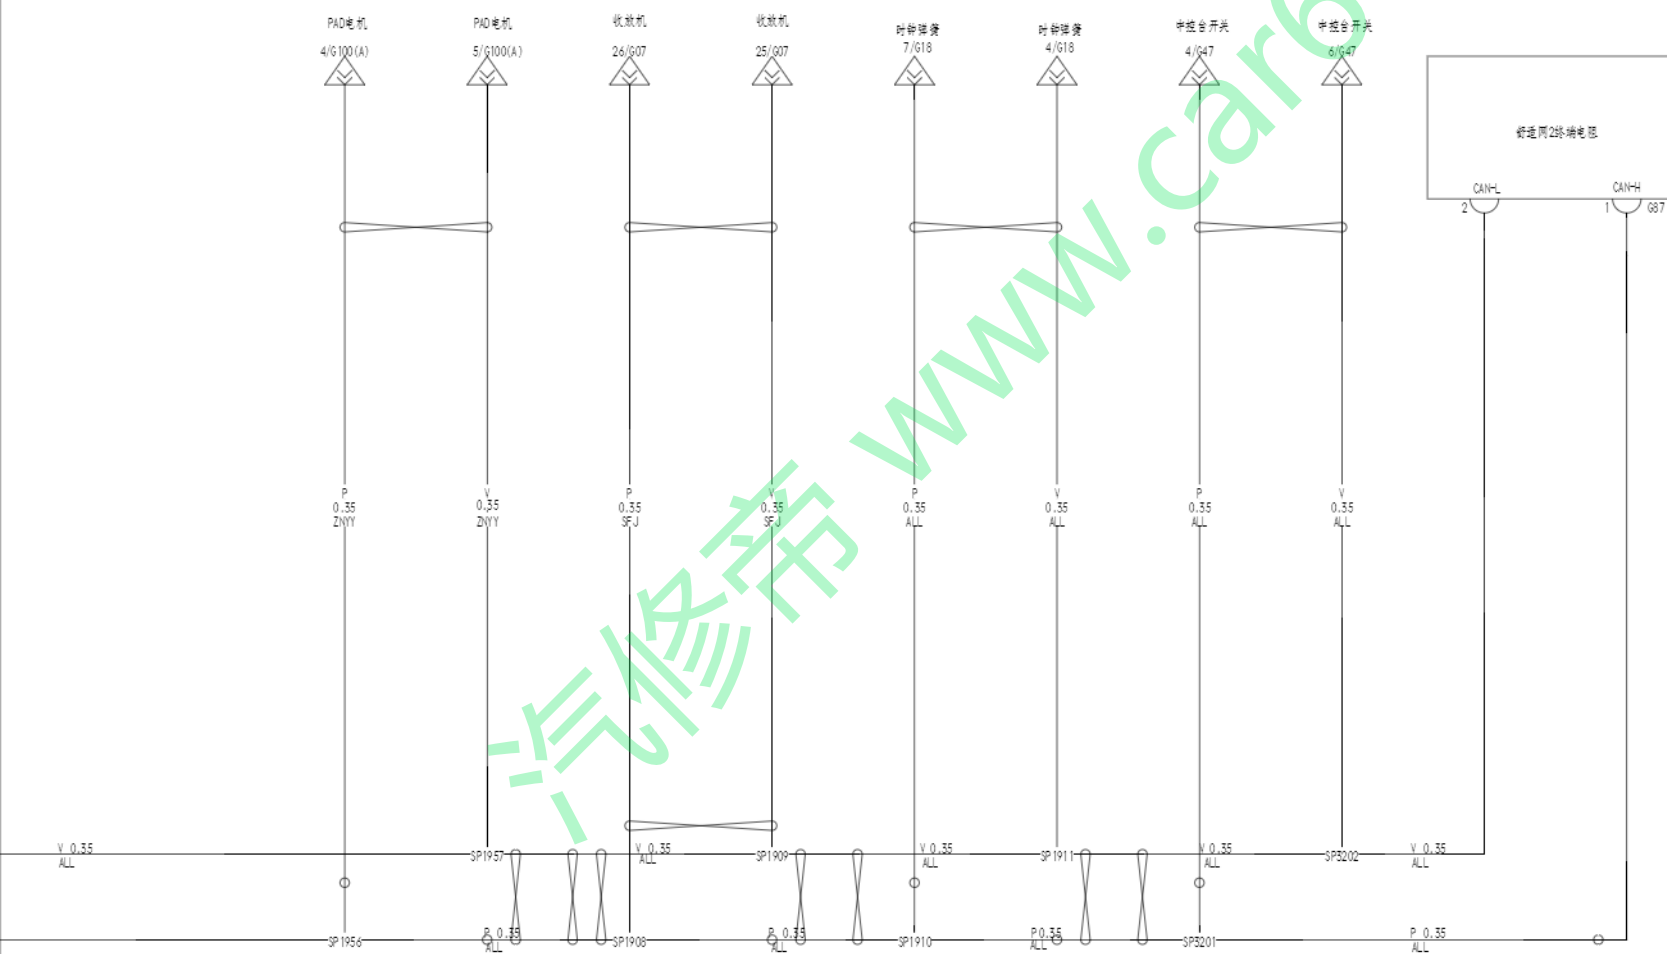 PAD电机
PAD电机
收放机
收放机
时钟弹簧
时钟弹簧
中控台开关
中控台开关
4/G100(A)
5/G100(A)
26/G07
25/G07
7/G18
4/G18
4/G47
6/G47
舒适网2终端电阻
CAN-L
CAN-H
2
1
G87
P
V
P
V
P
V
P
V
0.35
0.35
0.35
0.35
0.35
0.35
0.35
0.35
ZNYY
ZNYY
SFJ
SFJ
ALL
ALL
ALL
ALL
V 0.35
V 0.35
V 0.35
V 0.35
V 0.35
ALL
SP1957
ALL
SP1909
ALL
SP1911
ALL
SP3202
ALL
P 0.35
P 0.35
P 0.35
P 0.35
SP1956
ALL
SP1908
ALL
SP1910
ALL
SP3201
ALL
汽修帝 www.car6